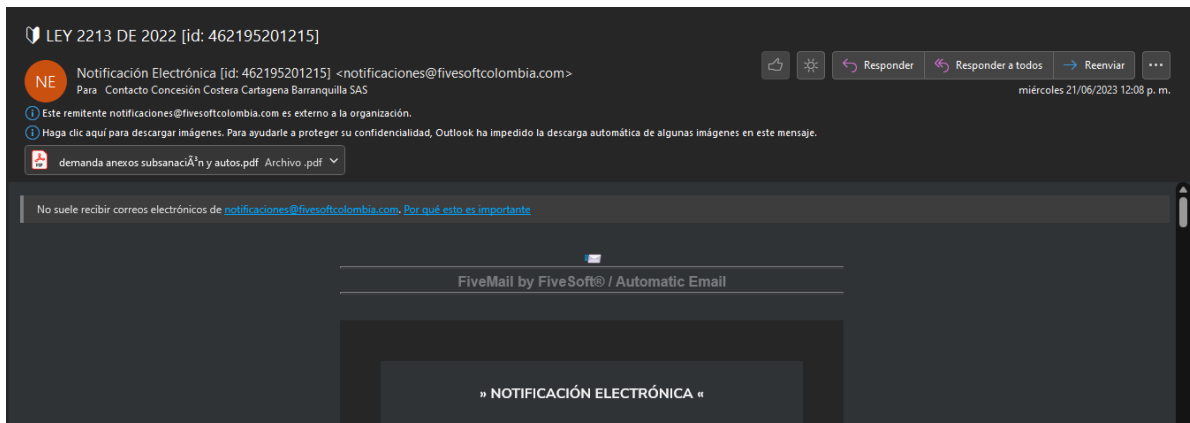 LEY 2213 DE 2022 [id: 462195201215]
NE
Notificación Electrónica [id: 462195201215] <notificaciones@fivesoftcolombia.com>
Para Contacto Concesión Costera Cartagena Barranquilla SAS
Responder
Responder a todos
Reenviar
miércoles 21/06/2023 12:08 p. m.
Este remitente notificaciones@fivesoftcolombia.com es externo a la organización.
Haga clic aquí para descargar imágenes. Para ayudarle a proteger su confidencialidad, Outlook ha impedido la descarga automática de algunas imágenes en este mensaje.
demanda anexos subsanaciÃ³n y autos.pdf Archivo .pdf
No suele recibir correos electrónicos de notificaciones@fivesoftcolombia.com. Por qué esto es importante
FiveMail by FiveSoft® / Automatic Email
» NOTIFICACIÓN ELECTRÓNICA «